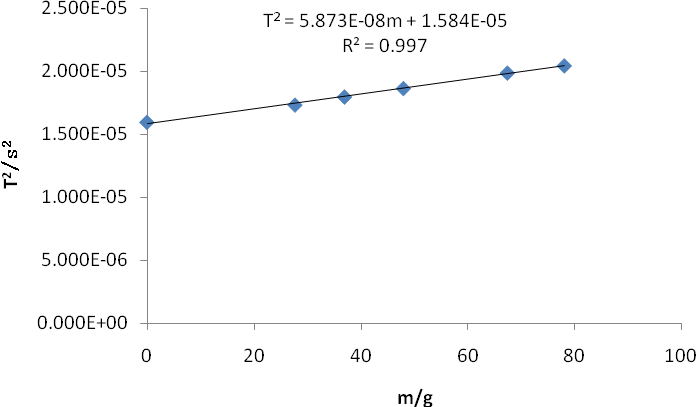 T² = 5.873E-08m + 1.584E-05
R² = 0.997
2.500E-05
2.000E-05
1.500E-05
1.000E-05
5.000E-06
0.000E+00
T²/s²
0 20 40 60 80 100
m/g